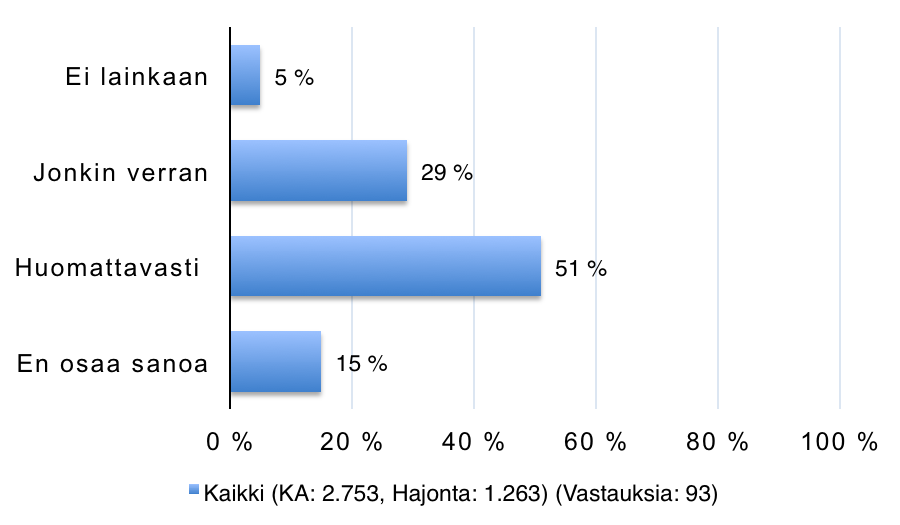 Ei lainkaan 5 %
Jonkin verran 29 %
Huomattavasti 51 %
En osaa sanoa 15 %
0 % 20 % 40 % 60 % 80 % 100 %
Kaikki (KA: 2.753, Hajonta: 1.263) (Vastauksia: 93)